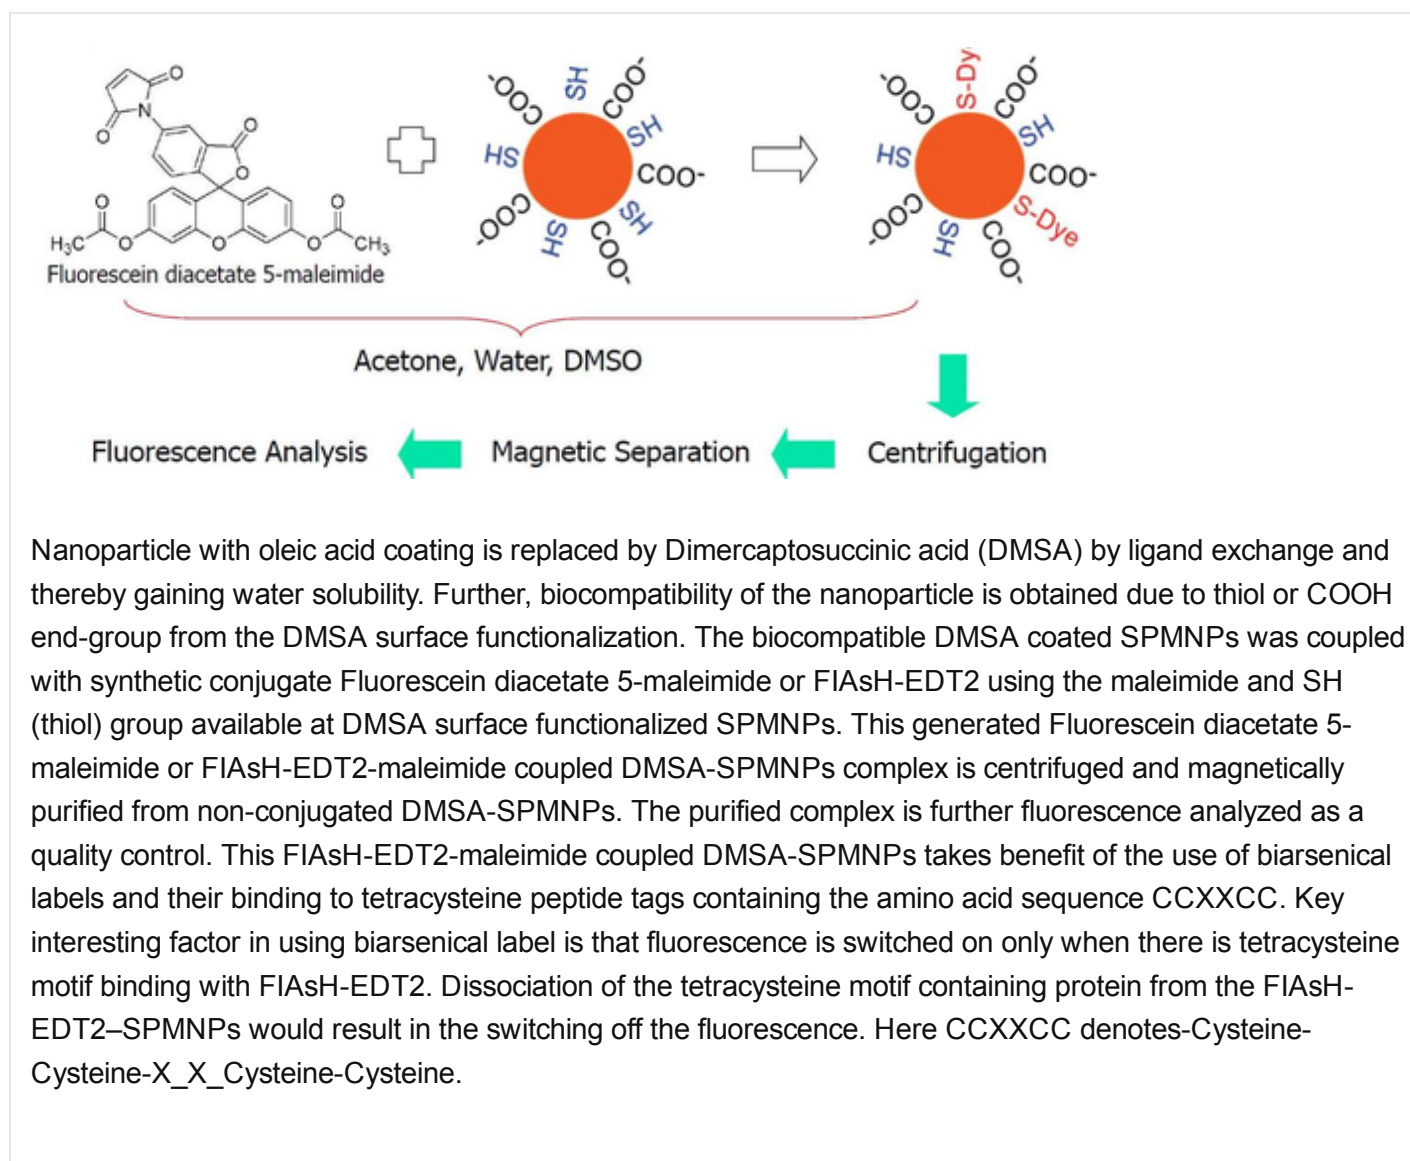 O
O
N
O
O
O
O
O
H₃C
O
O
O
CH₃
Fluorescein diacetate 5-maleimide
-OOC
SH
COO-
SH
HS
COO-
-OOC
SH
HS
COO-
-OOC
S-Dy
COO-
SH
HS
COO-
-OOC
S-Dye
HS
COO-
Acetone, Water, DMSO
Fluorescence Analysis
Magnetic Separation
Centrifugation
Nanoparticle with oleic acid coating is replaced by Dimercaptosuccinic acid (DMSA) by ligand exchange and
thereby gaining water solubility. Further, biocompatibility of the nanoparticle is obtained due to thiol or COOH
end-group from the DMSA surface functionalization. The biocompatible DMSA coated SPMNPs was coupled
with synthetic conjugate Fluorescein diacetate 5-maleimide or FlAsH-EDT2 using the maleimide and SH
(thiol) group available at DMSA surface functionalized SPMNPs. This generated Fluorescein diacetate 5-
maleimide or FlAsH-EDT2-maleimide coupled DMSA-SPMNPs complex is centrifuged and magnetically
purified from non-conjugated DMSA-SPMNPs. The purified complex is further fluorescence analyzed as a
quality control. This FlAsH-EDT2-maleimide coupled DMSA-SPMNPs takes benefit of the use of biarsenical
labels and their binding to tetracysteine peptide tags containing the amino acid sequence CCXXCC. Key
interesting factor in using biarsenical label is that fluorescence is switched on only when there is tetracysteine
motif binding with FlAsH-EDT2. Dissociation of the tetracysteine motif containing protein from the FlAsH-
EDT2–SPMNPs would result in the switching off the fluorescence. Here CCXXCC denotes-Cysteine-
Cysteine-X_X_Cysteine-Cysteine.